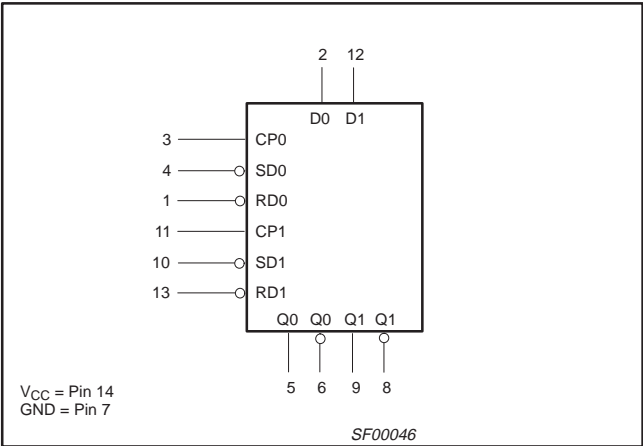 2 12
D0 D1
3 CP0
4 SD0
1 RD0
11 CP1
10 SD1
13 RD1
Q0 Q0 Q1 Q1
5 6 9 8
VCC = Pin 14
GND = Pin 7
SF00046